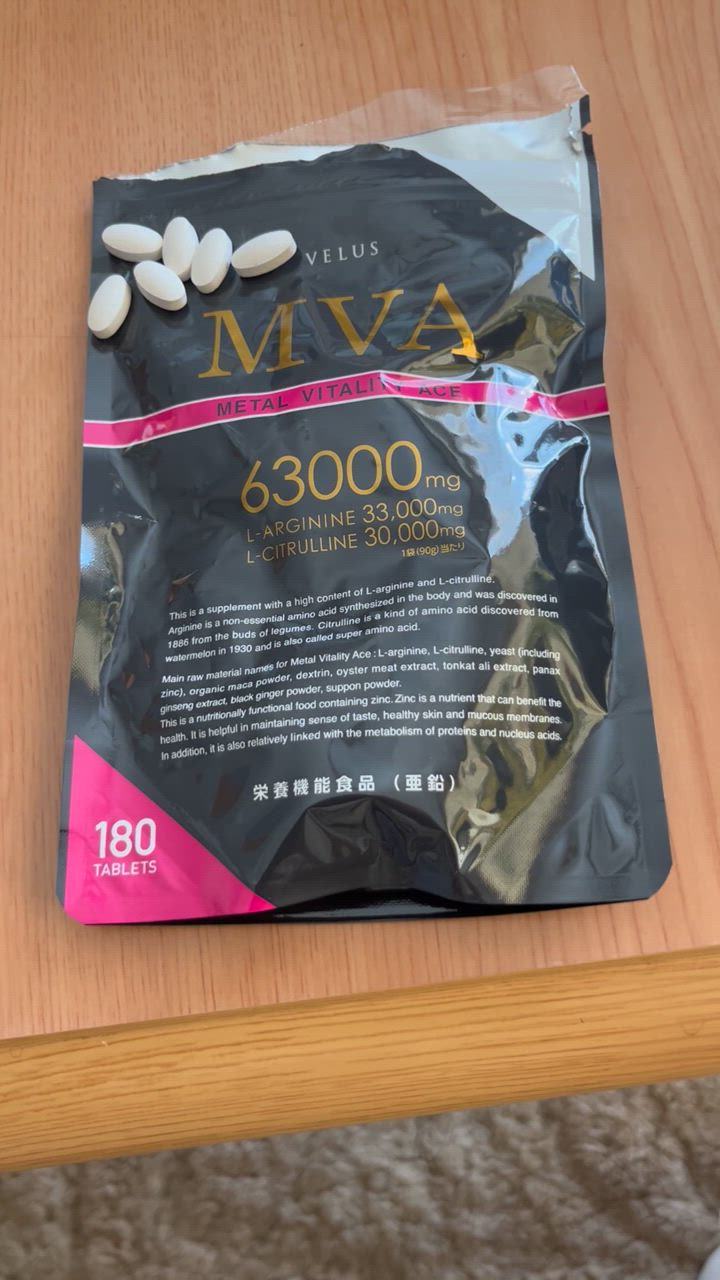 VELUS
MVA
METAL VITALITY ACE
63000mg
L-ARGININE 33,000mg
L-CITRULLINE 30,000mg
1袋(90g)当たり
This is a supplement with a high content of L-arginine and L-citrulline.
Arginine is a non-essential amino acid synthesized in the body and was discovered in
1886 from the buds of legumes. Citrulline is a kind of amino acid discovered from
watermelon in 1930 and is also called super amino acid.
Main raw material names for Metal Vitality Ace : L-arginine, L-citrulline, yeast (including
zinc), organic maca powder, dextrin, oyster meat extract, tonkat ali extract, panax
ginseng extract, black ginger powder, suppon powder.
This is a nutritionally functional food containing zinc. Zinc is a nutrient that can benefit the
health. It is helpful in maintaining sense of taste, healthy skin and mucous membranes.
In addition, it is also relatively linked with the metabolism of proteins and nucleus acids.
栄養機能食品 (亜鉛)
180
TABLETS